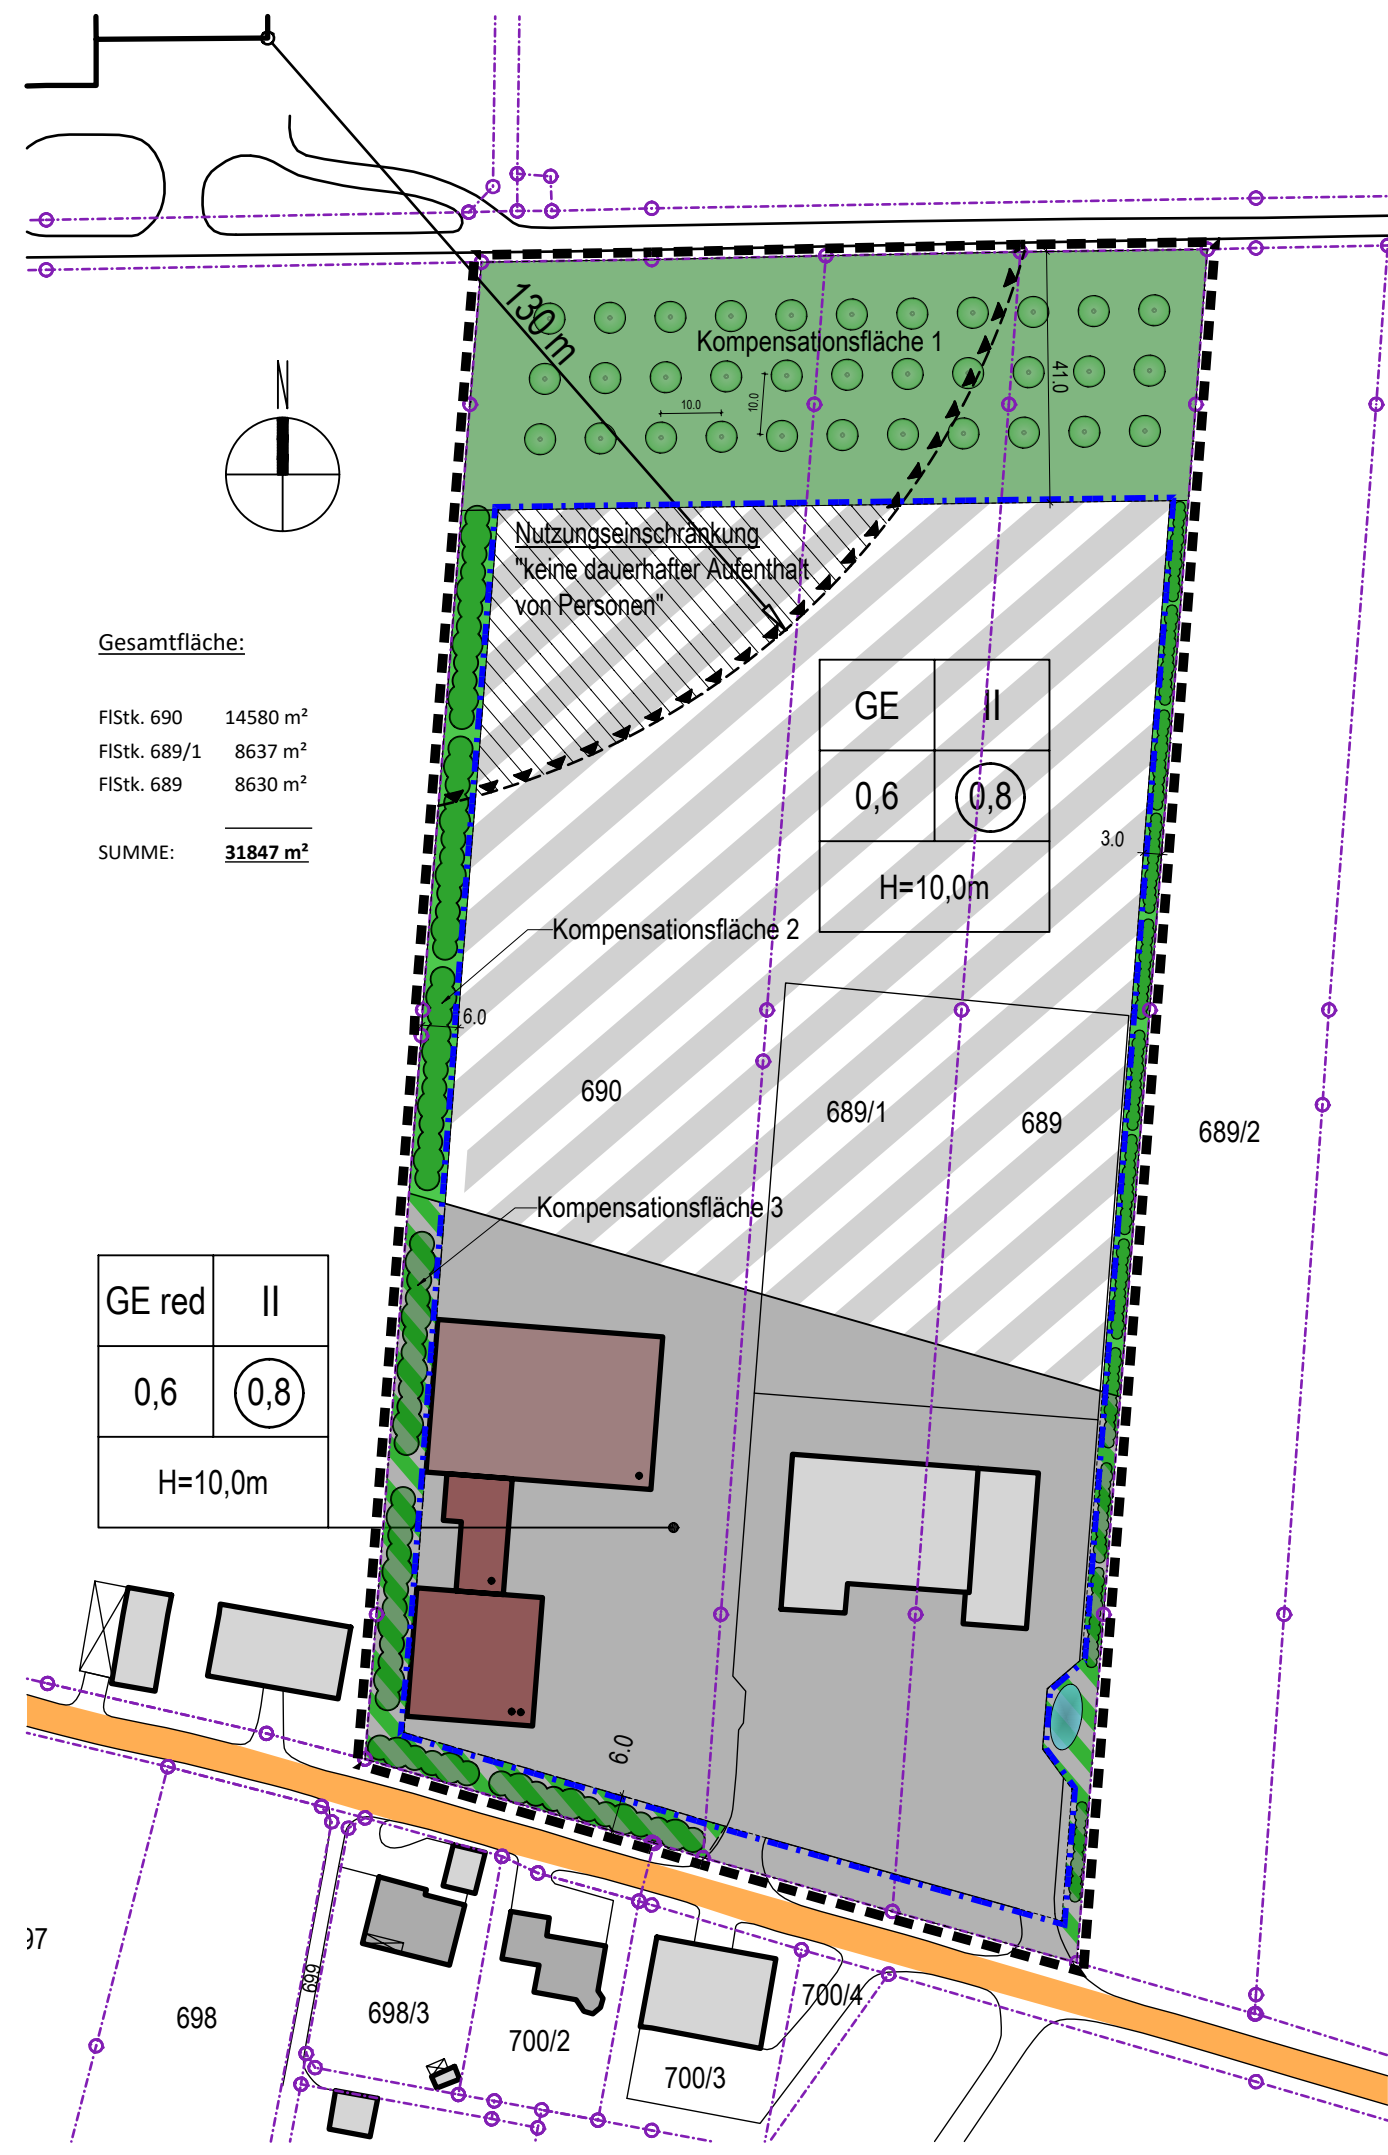 130 m
Kompensationsfläche 1
41.0
10.0
10.0
N
Nutzungseinschränkung
"keine dauerhafter Aufenthalt
von Personen"
Gesamtfläche:
FlStk. 690 14580 m²
FlStk. 689/1 8637 m²
FlStk. 689 8630 m²
SUMME: 31847 m²
GE II
0,6 0,8
H=10,0m
3.0
Kompensationsfläche 2
6.0
690
689/1
689
689/2
Kompensationsfläche 3
GE red II
0,6 0,8
H=10,0m
6.0
97
698
699
698/3
700/2
700/3
700/4